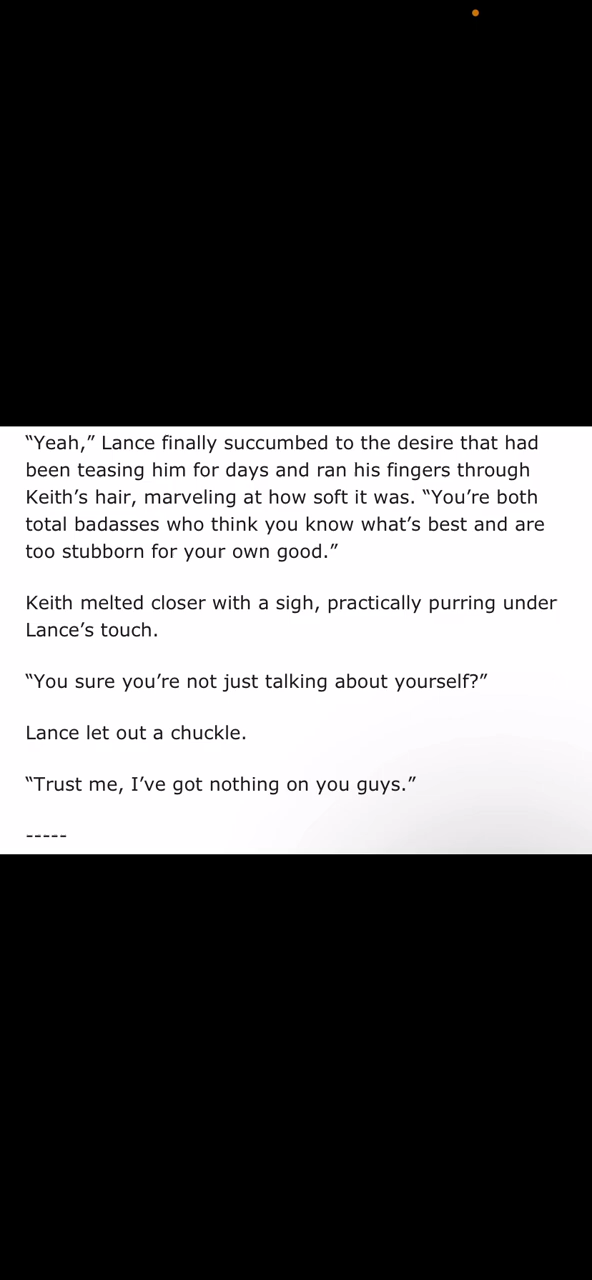 “Yeah,” Lance finally succumbed to the desire that had
been teasing him for days and ran his fingers through
Keith’s hair, marveling at how soft it was. “You’re both
total badasses who think you know what’s best and are
too stubborn for your own good.”
Keith melted closer with a sigh, practically purring under
Lance’s touch.
“You sure you’re not just talking about yourself?”
Lance let out a chuckle.
“Trust me, I’ve got nothing on you guys.”
-----